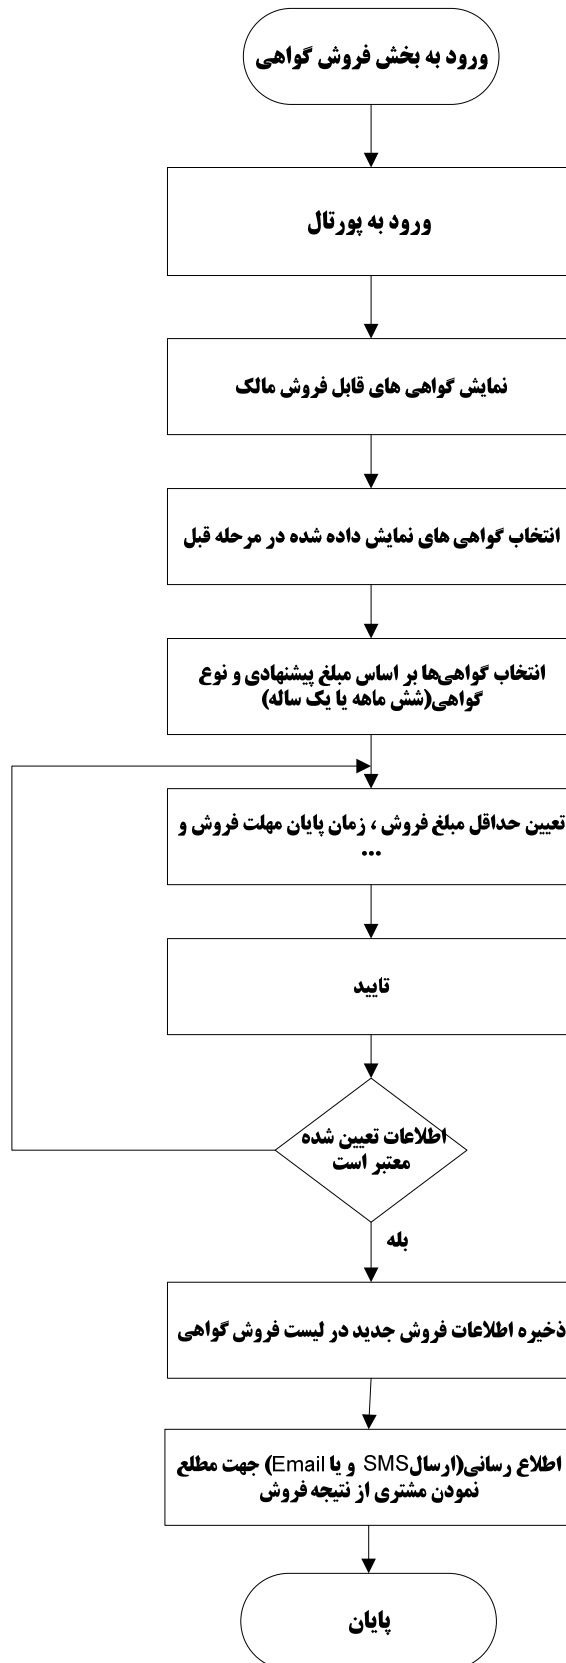 ورود به بخش فروش گواهی
ورود به پورتال
نمایش گواهی های قابل فروش مالک
انتخاب گواهی های نمایش داده شده در مرحله قبل
انتخاب گواهی‌ها بر اساس مبلغ پیشنهادی و نوع
گواهی(شش ماهه یا یک ساله)
تعیین حداقل مبلغ فروش ، زمان پایان مهلت فروش و
...
تایید
اطلاعات تعیین شده
معتبر است
بله
ذخیره اطلاعات فروش جدید در لیست فروش گواهی
اطلاع رسانی(ارسالSMS و یا Email) جهت مطلع
نمودن مشتری از نتیجه فروش
پایان